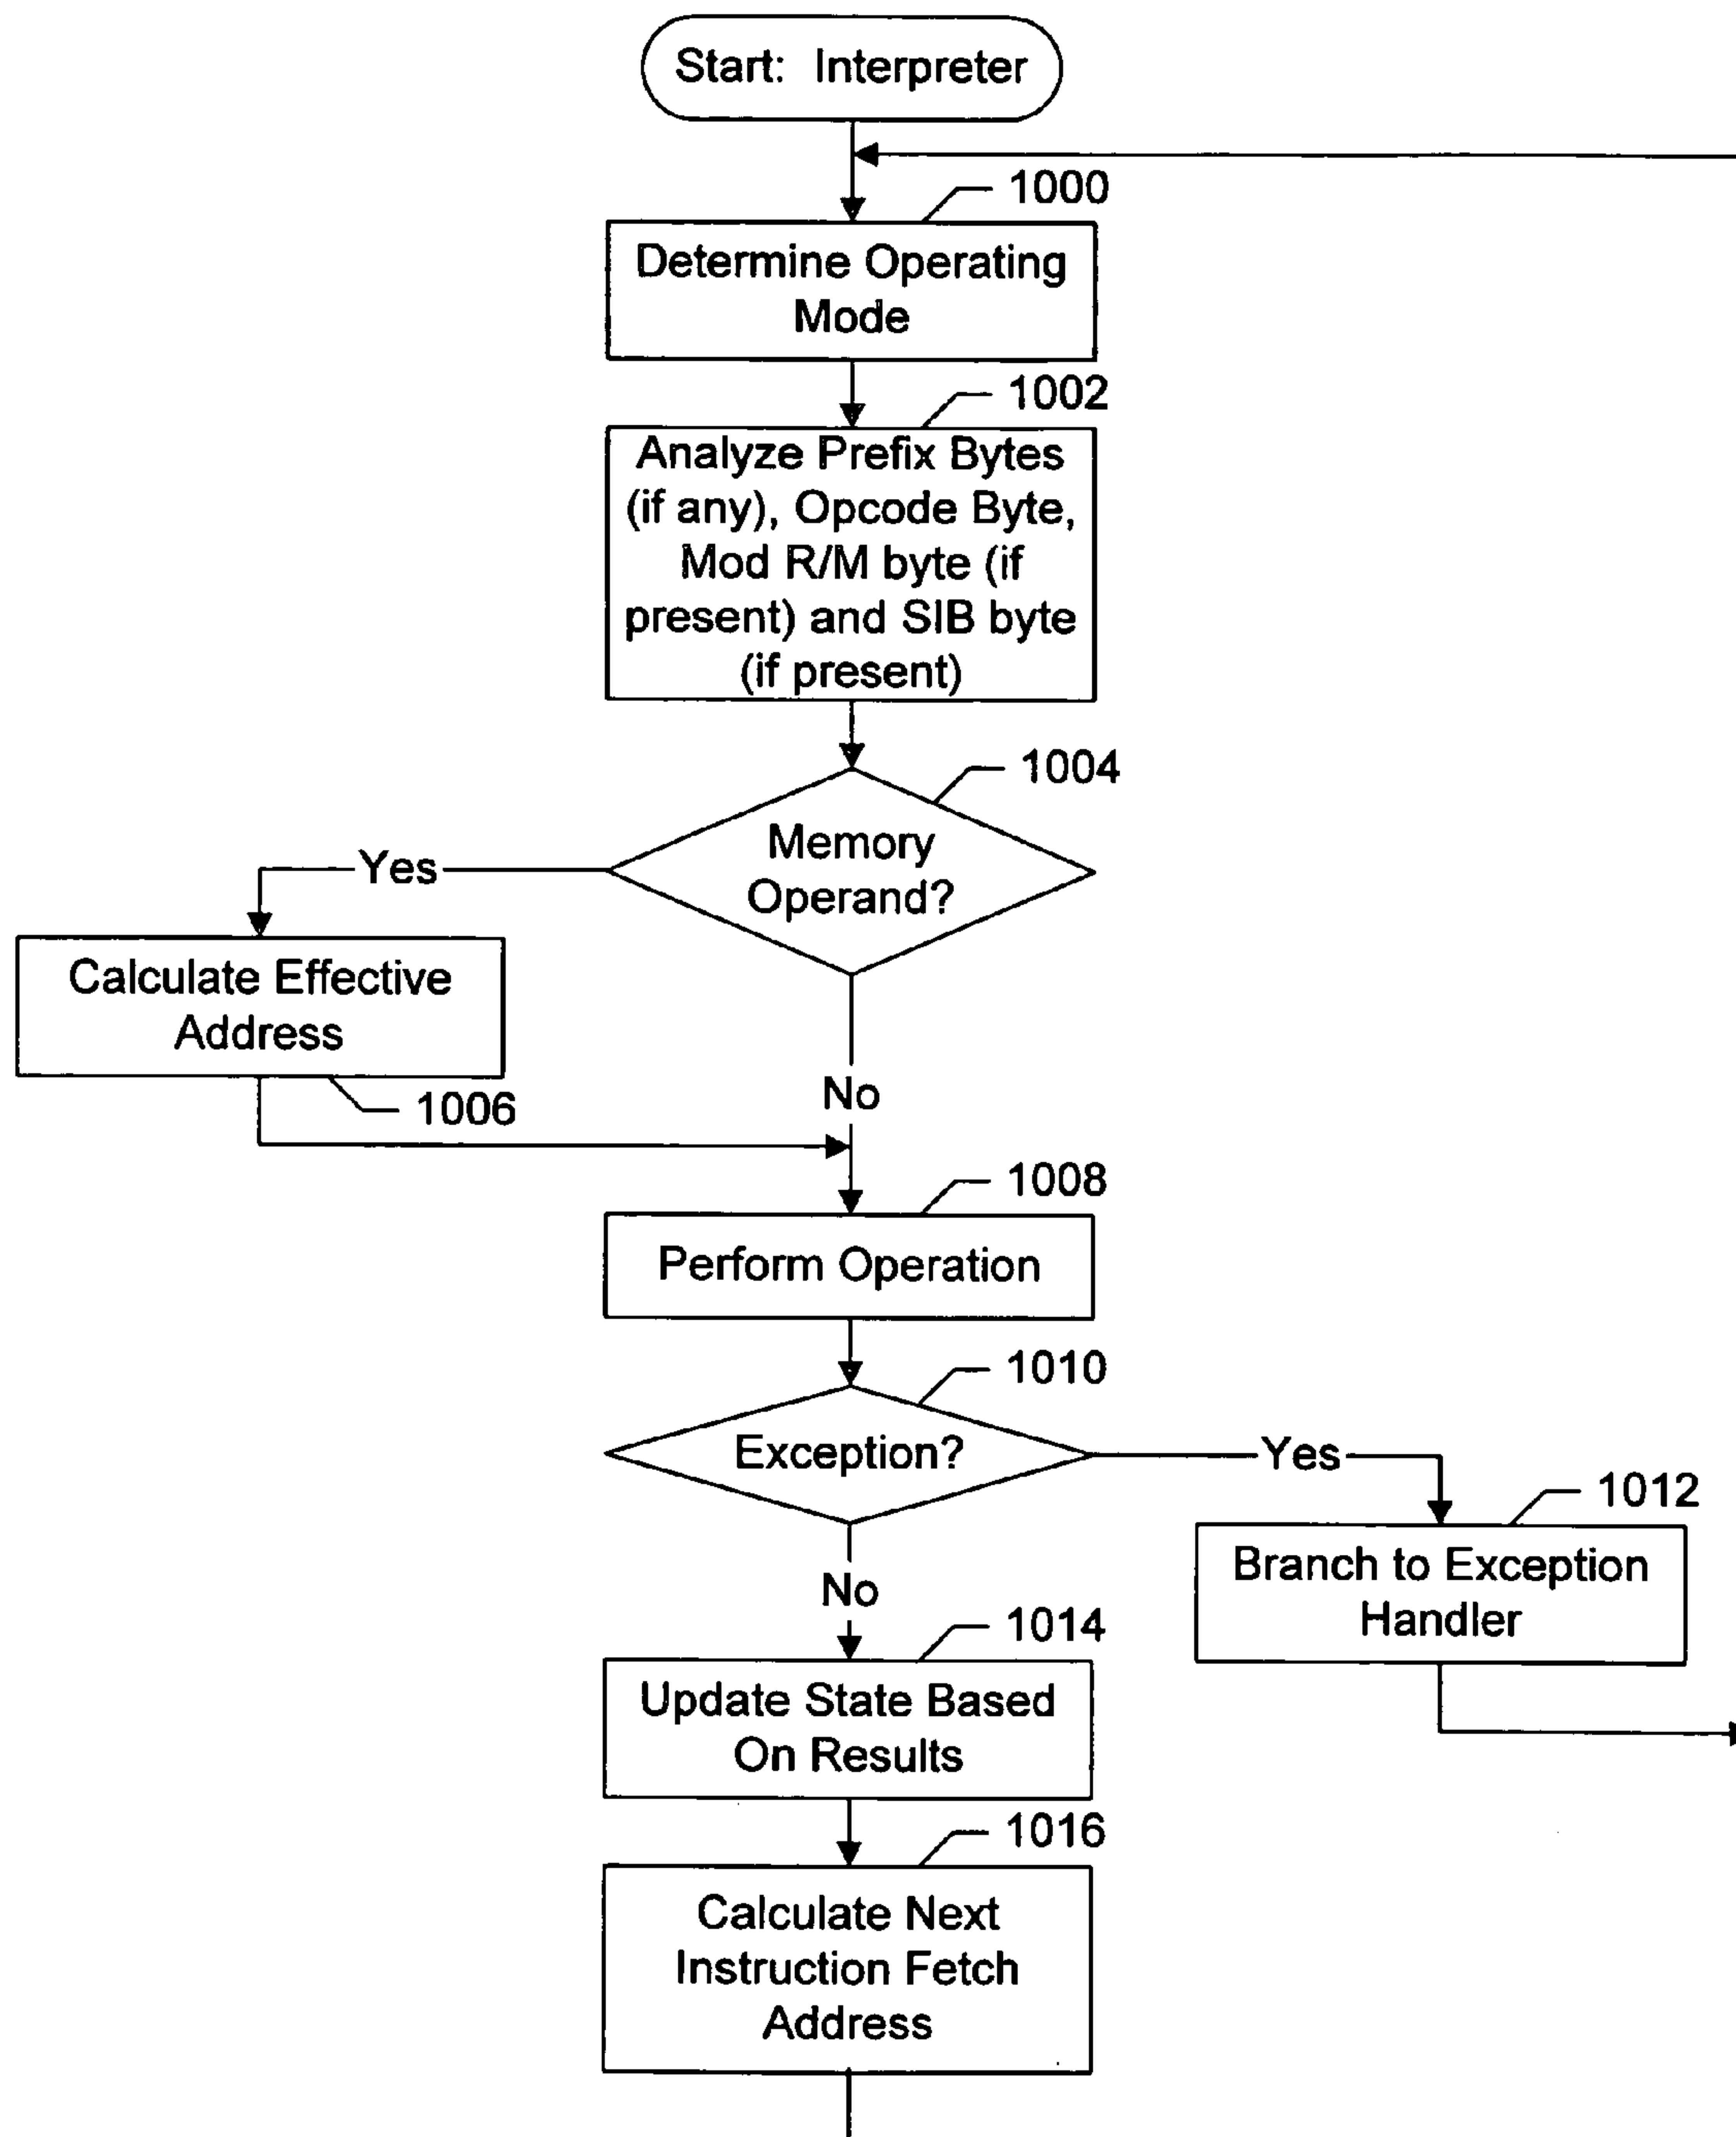 Start: Interpreter
1000
Determine Operating
Mode
1002
Analyze Prefix Bytes
(if any), Opcode Byte,
Mod R/M byte (if
present) and SIB byte
(if present)
1004
Memory
Operand?
Yes
Calculate Effective
Address
1006
No
1008
Perform Operation
1010
Exception?
Yes
1012
Branch to Exception
Handler
No
1014
Update State Based
On Results
1016
Calculate Next
Instruction Fetch
Address